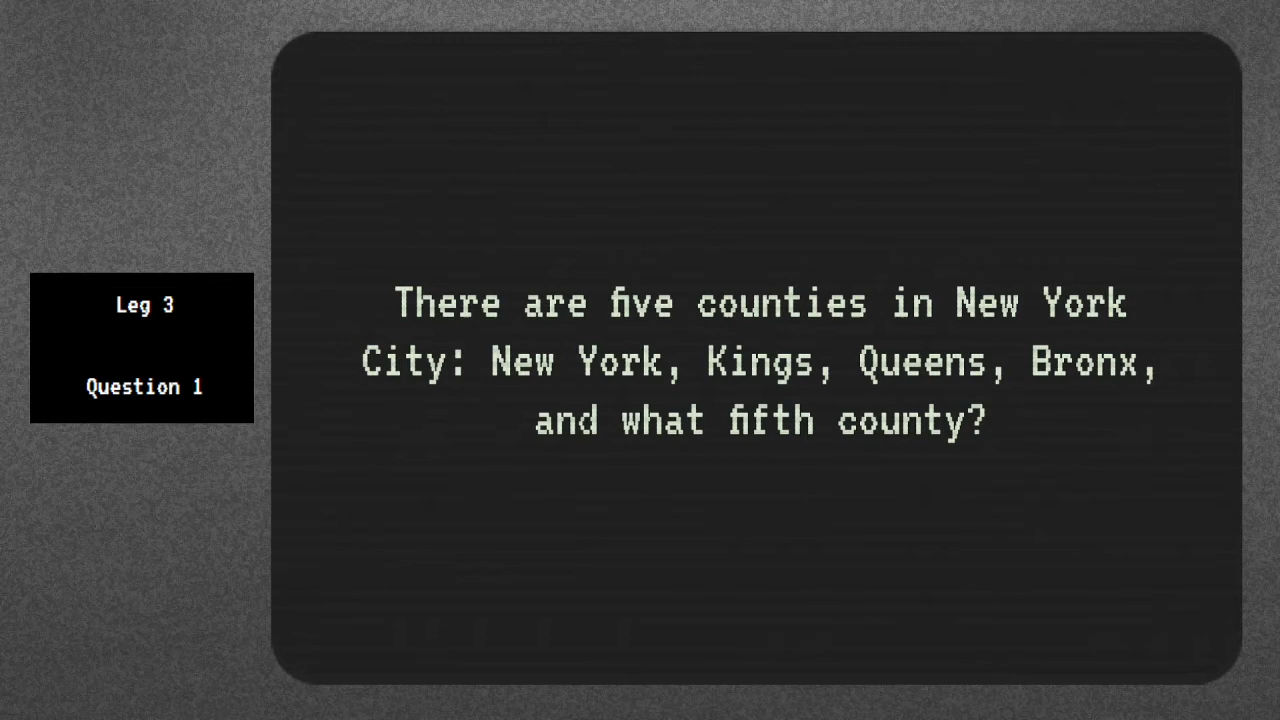 Leg 3
Question 1
There are five counties in New York
City: New York, Kings, Queens, Bronx,
and what fifth county?